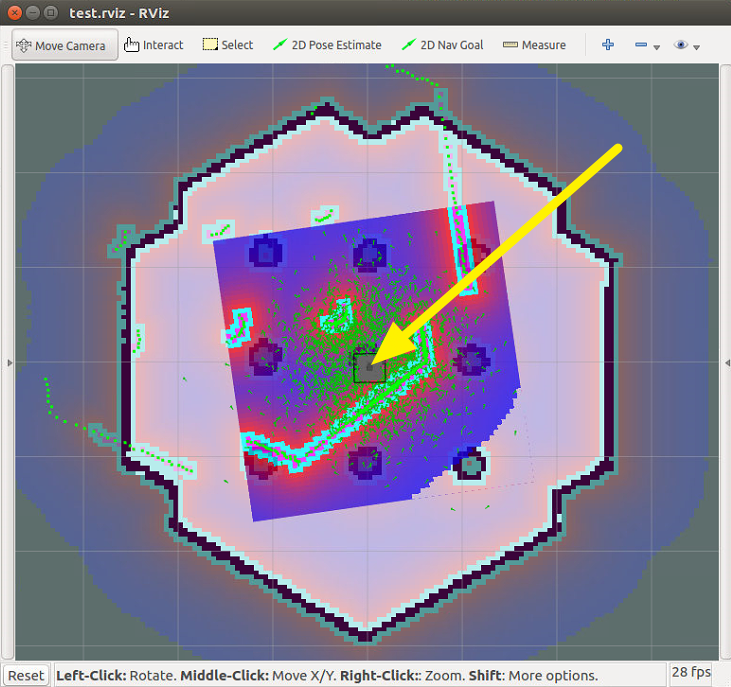 test.rviz - RViz
Move Camera Interact Select 2D Pose Estimate 2D Nav Goal Measure
Reset Left-Click: Rotate. Middle-Click: Move X/Y. Right-Click:: Zoom. Shift: More options. 28 fps